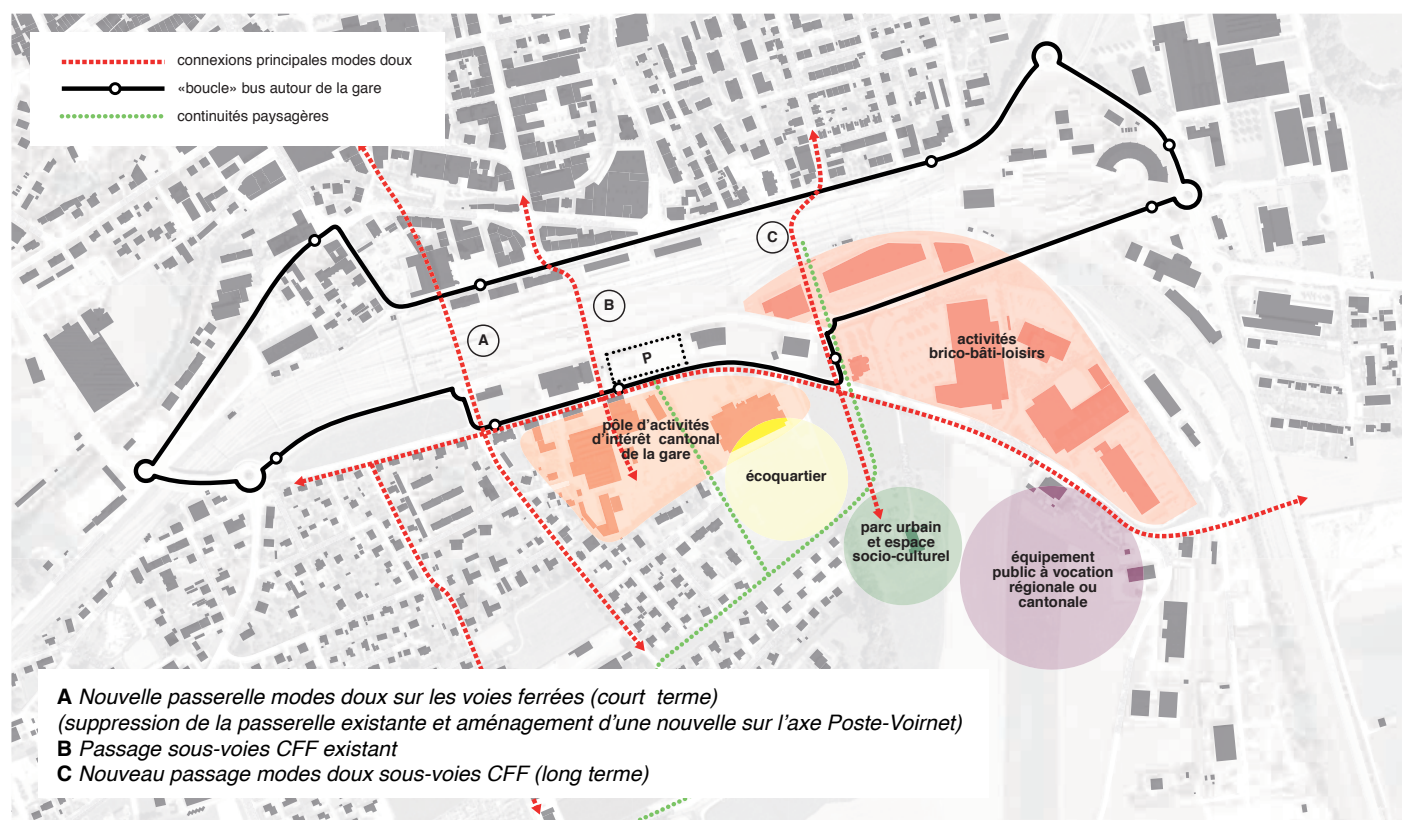 connexions principales modes doux
«boucle» bus autour de la gare
continuités paysagères
C
B
A
P
activités
brico-bâti-loisirs
pôle d'activités
d'intérêt cantonal
de la gare
écoquartier
parc urbain
et espace
socio-culturel
équipement
public à vocation
régionale ou
cantonale
A Nouvelle passerelle modes doux sur les voies ferrées (court terme)
(suppression de la passerelle existante et aménagement d'une nouvelle sur l'axe Poste-Voirnet)
B Passage sous-voies CFF existant
C Nouveau passage modes doux sous-voies CFF (long terme)